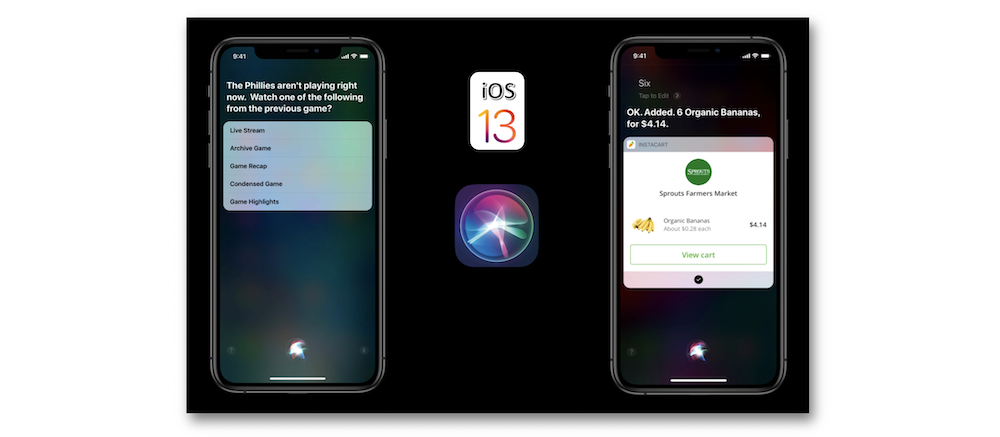 9:41
The Phillies aren't playing right
now. Watch one of the following
from the previous game?
Live Stream
Archive Game
Game Recap
Condensed Game
Game Highlights
?
iOS
13
9:41
Six
Tap to Edit
OK. Added. 6 Organic Bananas,
for $4.14.
INSTACART
SPROUTS
Sprouts Farmers Market
Organic Bananas
About $0.28 each
$4.14
View cart
?